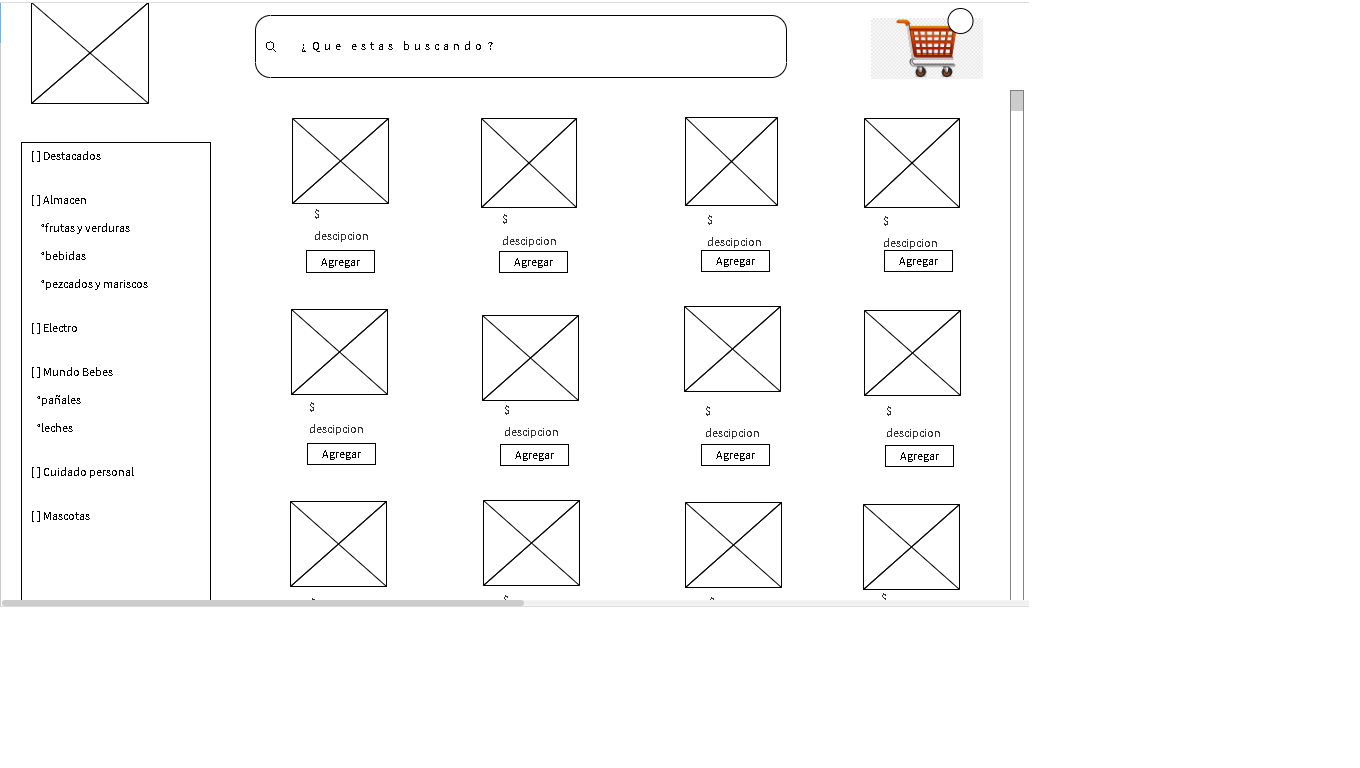 ¿Que estas buscando?
[ ] Destacados
[ ] Almacen
°frutas y verduras
°bebidas
°pezcados y mariscos
[ ] Electro
[ ] Mundo Bebes
°pañales
°leches
[ ] Cuidado personal
[ ] Mascotas
$ $ $ $
descipcion descipcion descipcion descipcion
Agregar Agregar Agregar Agregar
$ $ $ $
descipcion descipcion descipcion descipcion
Agregar Agregar Agregar Agregar
$ $ $ $